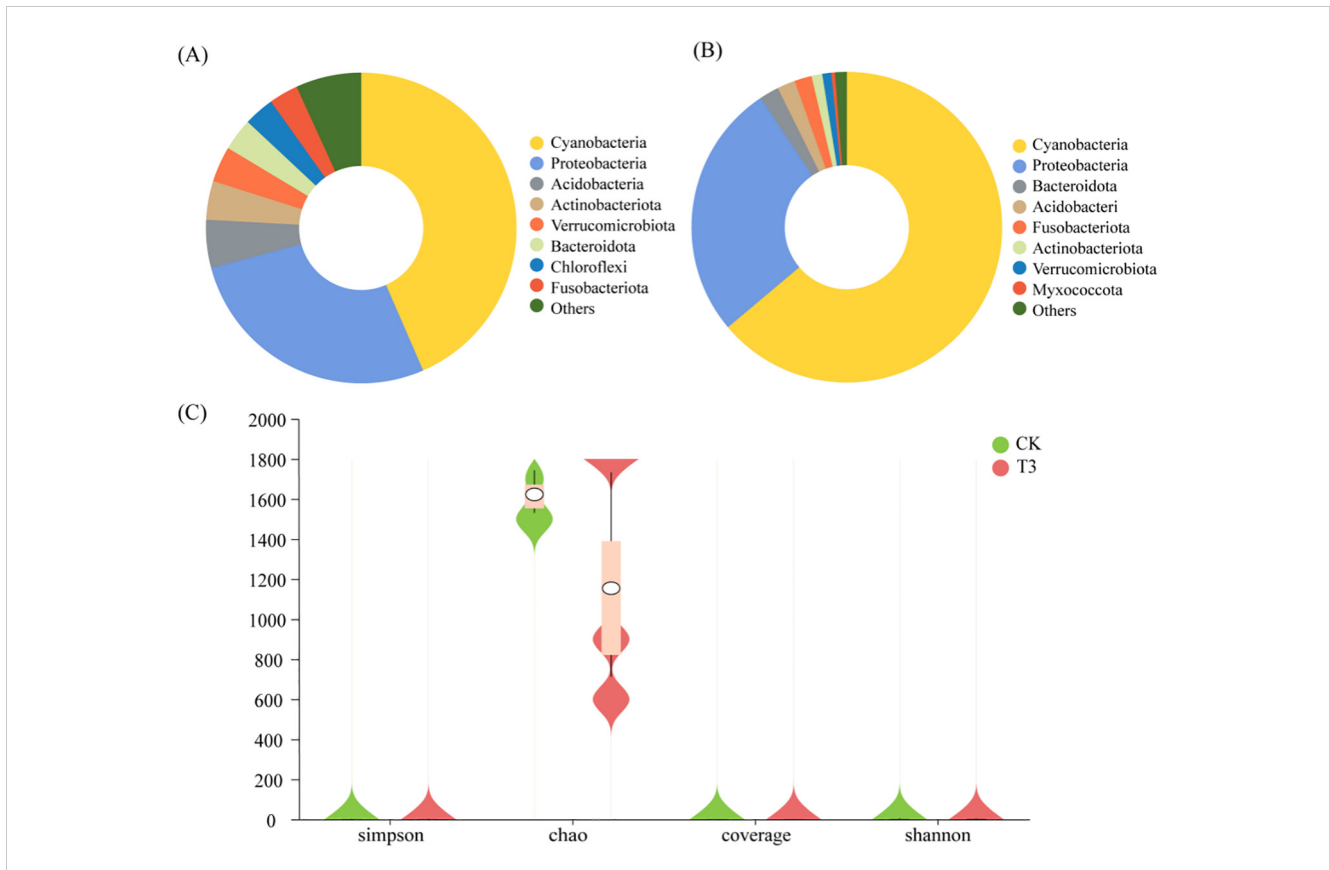 (A)
Cyanobacteria
Proteobacteria
Acidobacteria
Actinobacteriota
Verrucomicrobiota
Bacteroidota
Chloroflexi
Fusobacteriota
Others
(B)
Cyanobacteria
Proteobacteria
Bacteroidota
Acidobacteri
Fusobacteriota
Actinobacteriota
Verrucomicrobiota
Myxococcota
Others
(C)
2000
1800
1600
1400
1200
1000
800
600
400
200
0
simpson
chao
coverage
shannon
CK
T3